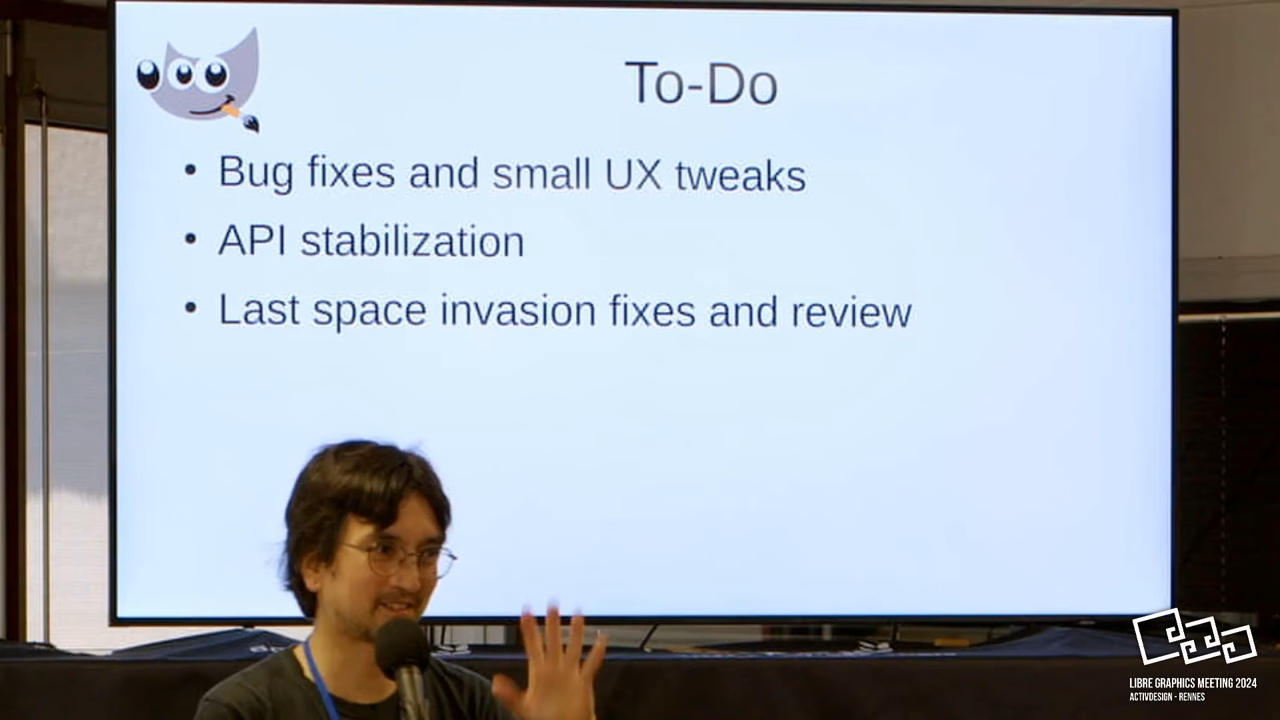 To-Do
• Bug fixes and small UX tweaks
• API stabilization
• Last space invasion fixes and review
LIBRE GRAPHICS MEETING 2024
ACTIVDESIGN - RENNES